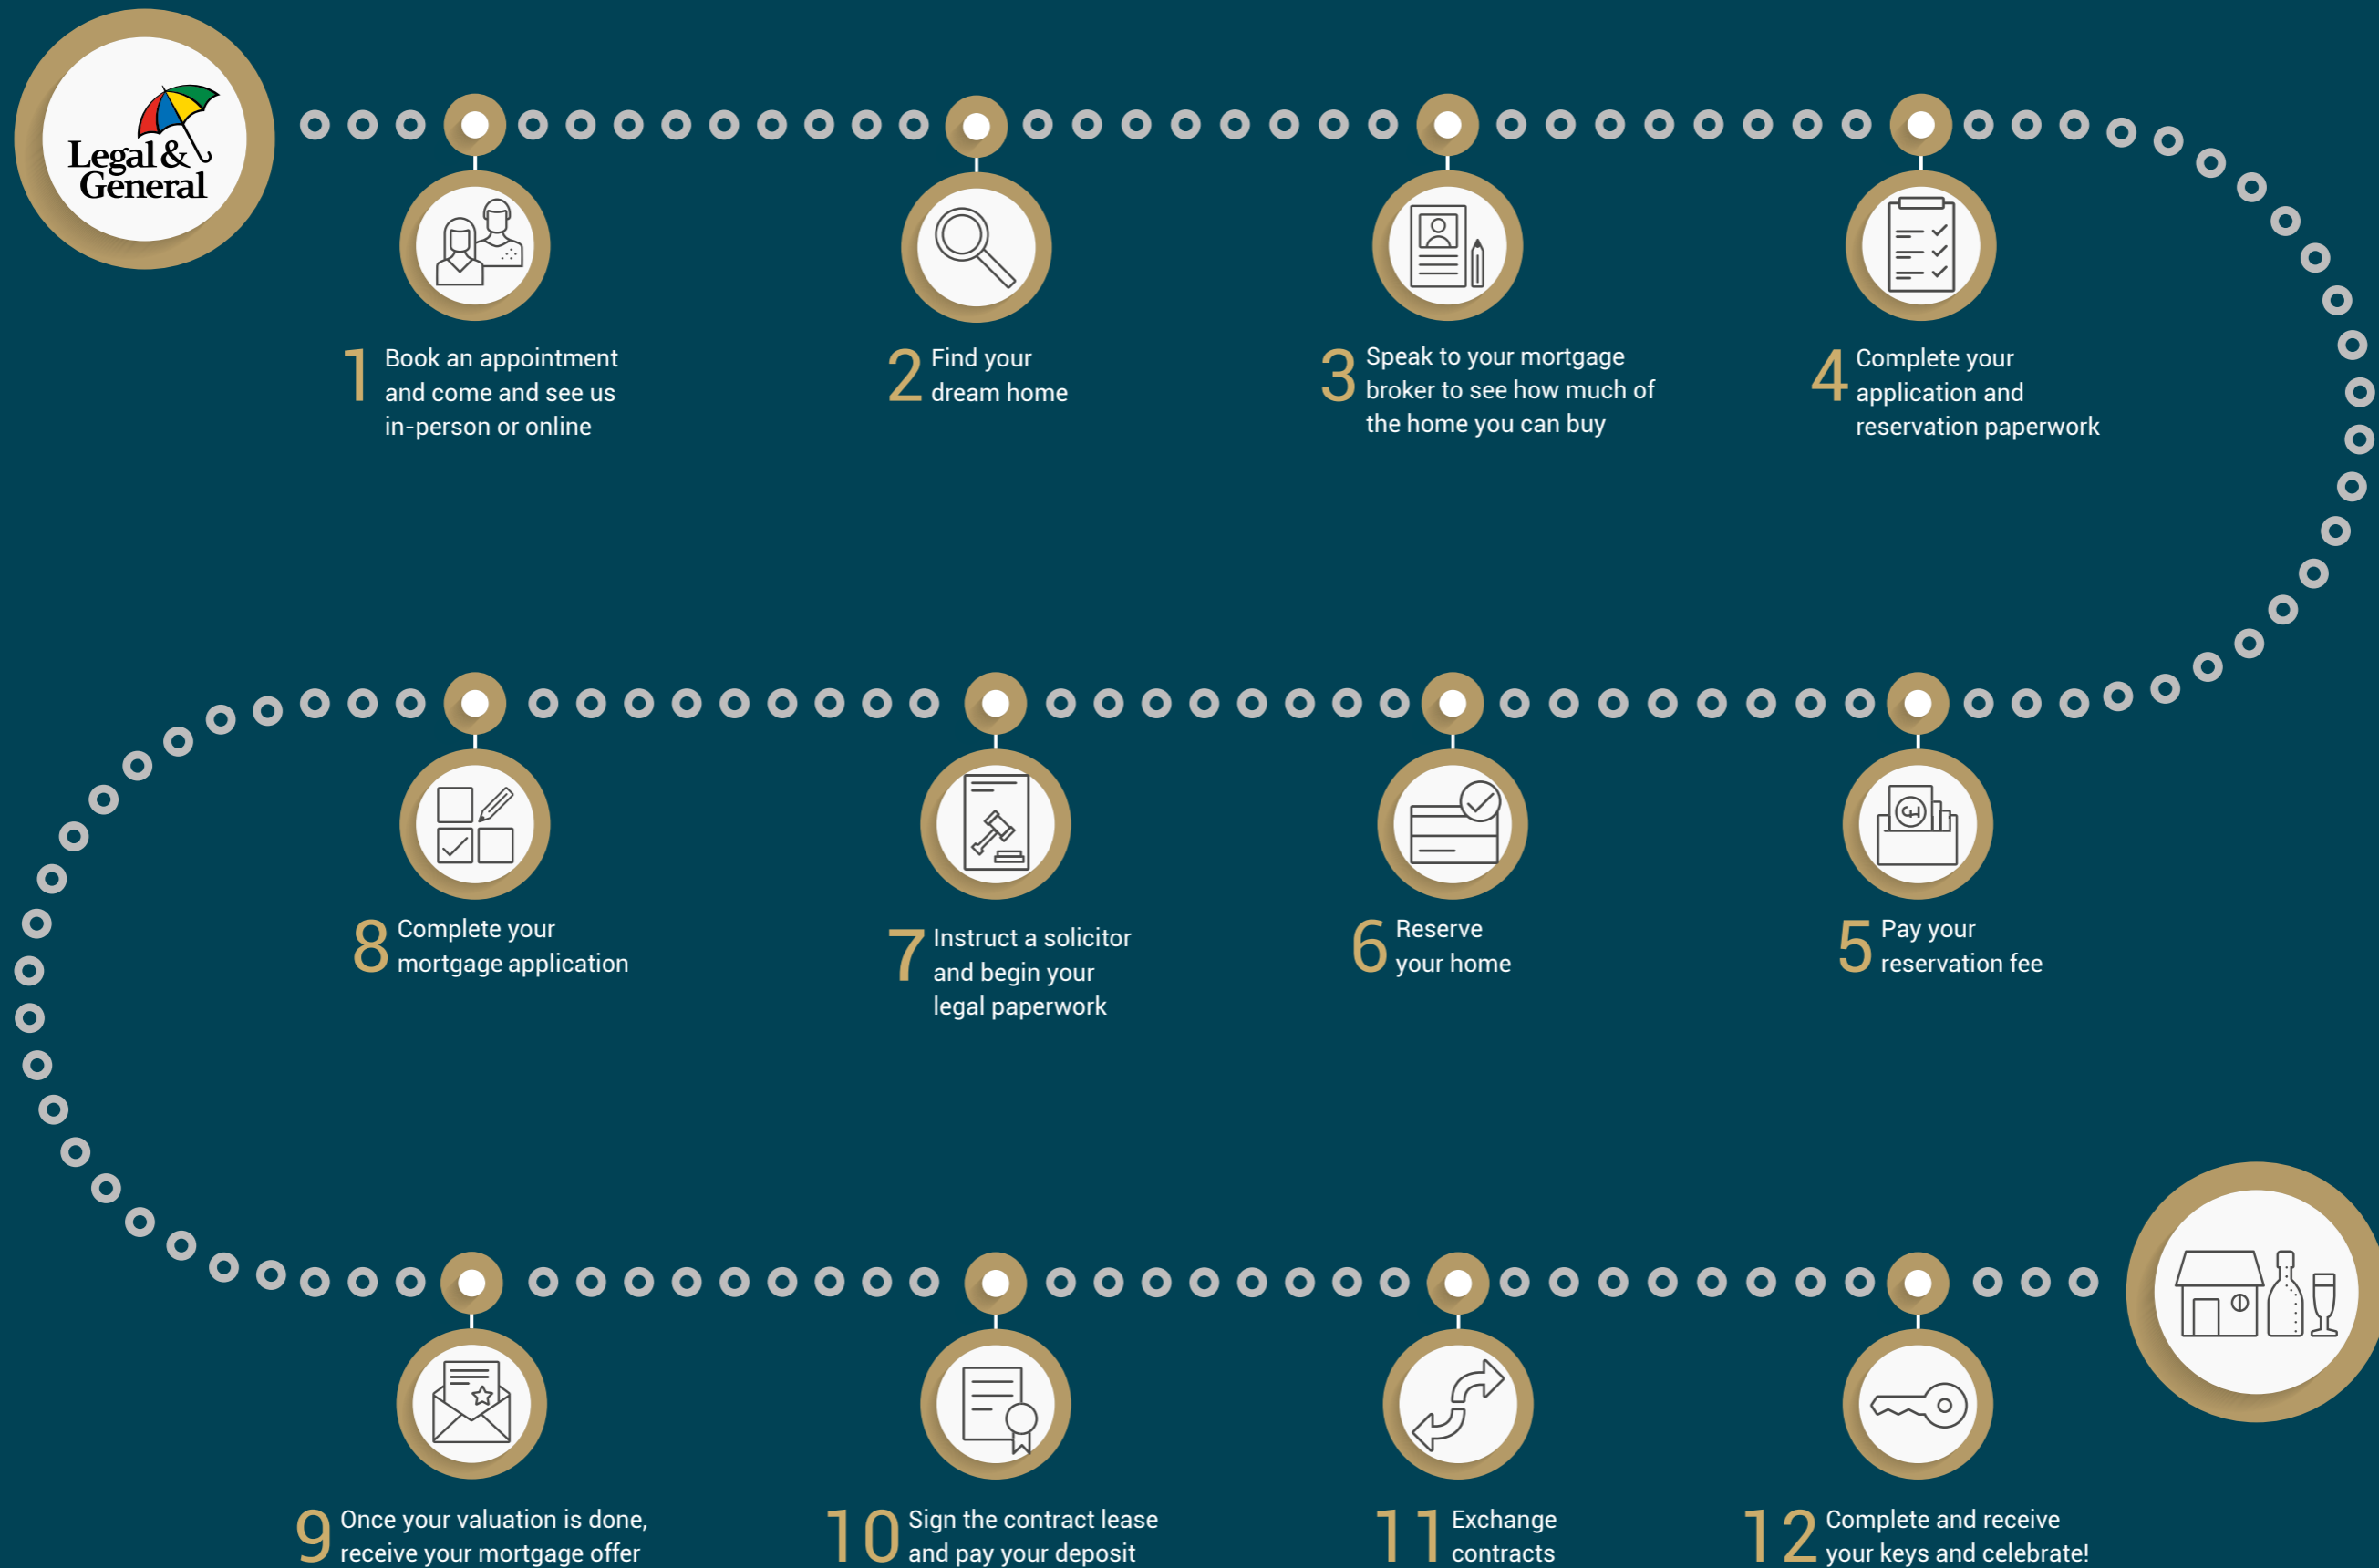 Legal &
General
1 Book an appointment
and come and see us
in-person or online
2 Find your
dream home
3 Speak to your mortgage
broker to see how much of
the home you can buy
4 Complete your
application and
reservation paperwork
5 Pay your
reservation fee
6 Reserve
your home
7 Instruct a solicitor
and begin your
legal paperwork
8 Complete your
mortgage application
9 Once your valuation is done,
receive your mortgage offer
10 Sign the contract lease
and pay your deposit
11 Exchange
contracts
12 Complete and receive
your keys and celebrate!